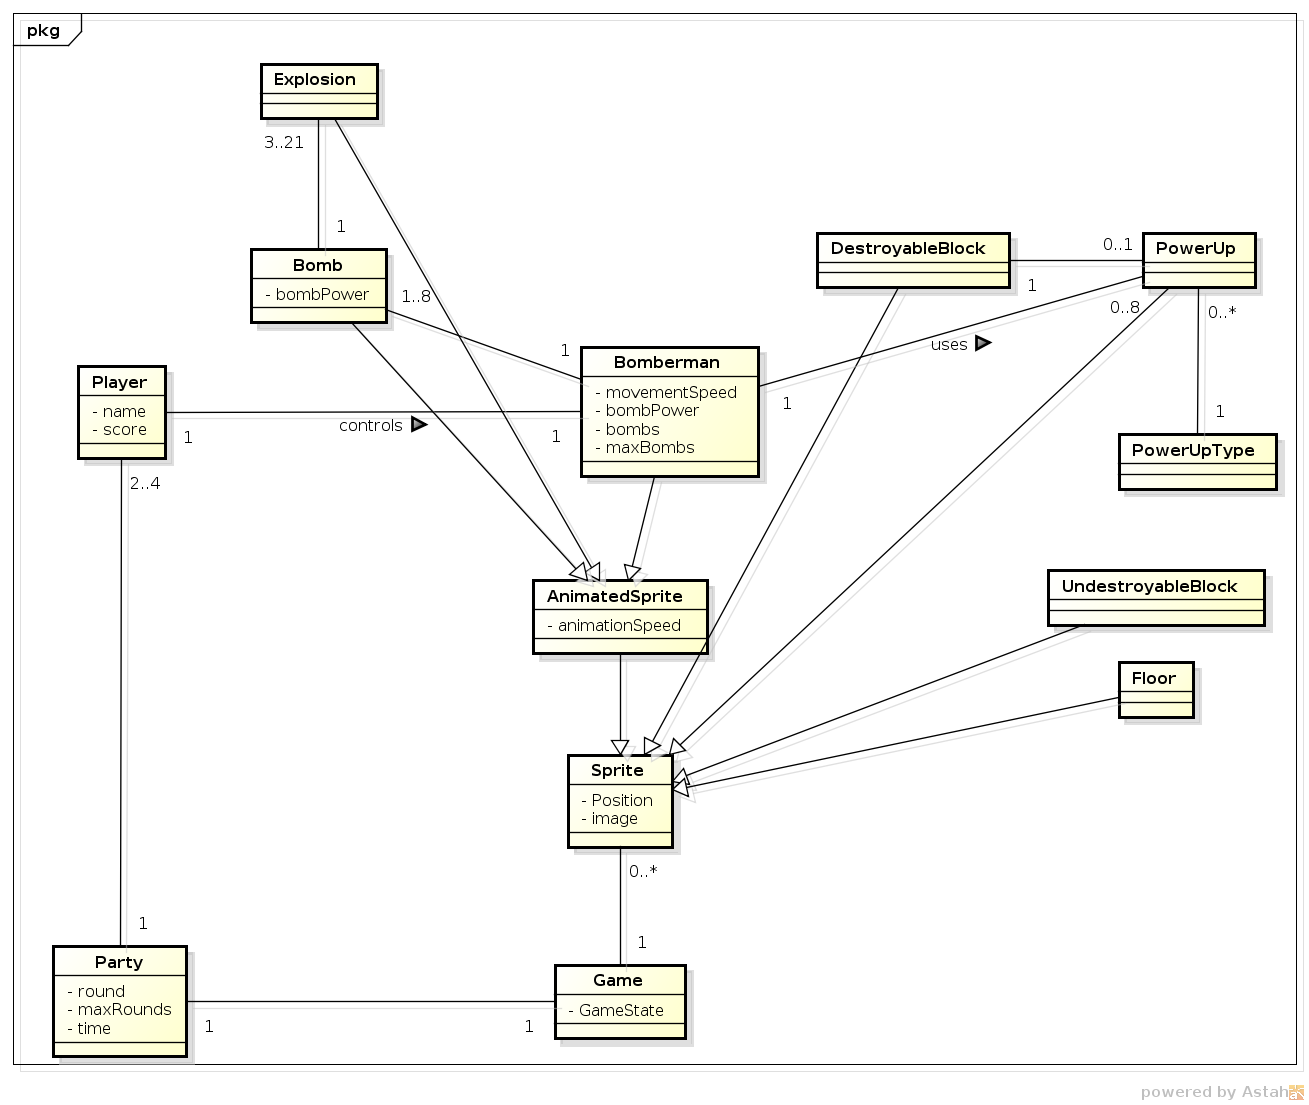 pkg
Explosion
3..21
1
Bomb
- bombPower
1..8
1
DestroyableBlock
1
0..1
PowerUp
0..8
0..*
uses
1
Bomberman
- movementSpeed
- bombPower
- bombs
- maxBombs
Player
- name
- score
1
controls
1
2..4
1
PowerUpType
AnimatedSprite
- animationSpeed
UndestroyableBlock
Floor
Sprite
- Position
- image
0..*
1
1
Party
- round
- maxRounds
- time
1
1
Game
- GameState
powered by Astah